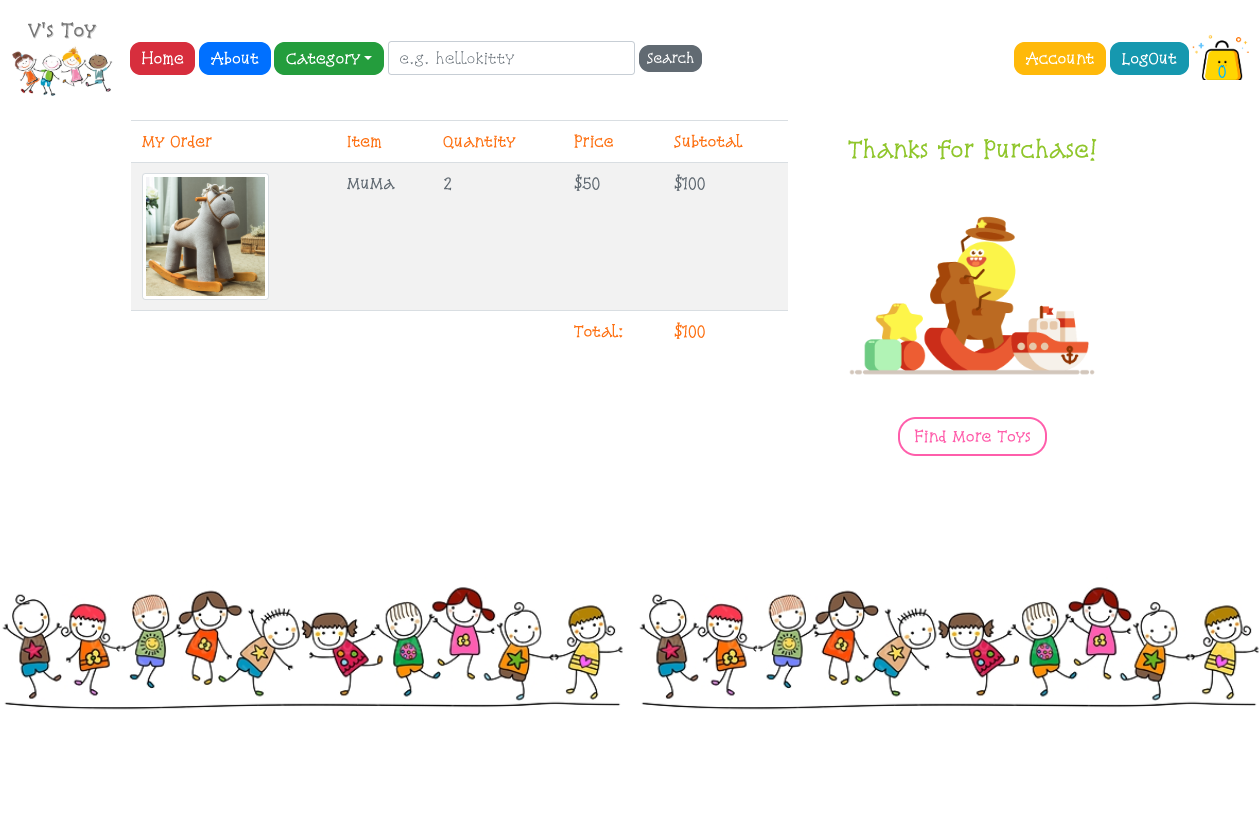 V's Toy
Home About Category e.g. hellokitty Search Account LogOut 0
My Order Item Quantity Price Subtotal
MuMa 2 $50 $100
Total: $100
Thanks For Purchase!
Find More Toys